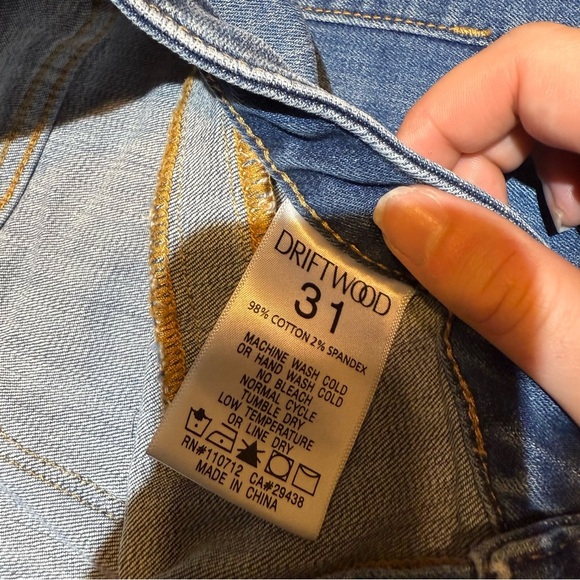 DRIFTWOOD
31
98% COTTON 2% SPANDEX
MACHINE WASH COLD
OR HAND WASH COLD
NO BLEACH
NORMAL CYCLE
TUMBLE DRY
LOW TEMPERATURE
OR LINE DRY
RN#110712 CA#29438
MADE IN CHINA